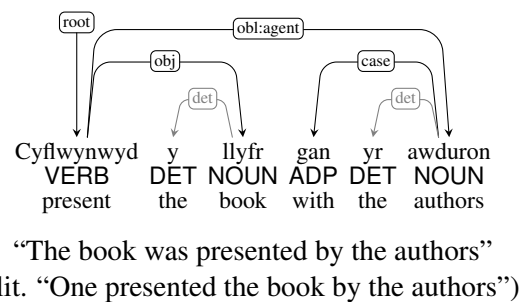 root
obl:agent
obj
case
det
det
Cyflwynwyd y llyfr gan yr awduron
VERB DET NOUN ADP DET NOUN
present the book with the authors
“The book was presented by the authors”
lit. “One presented the book by the authors”)